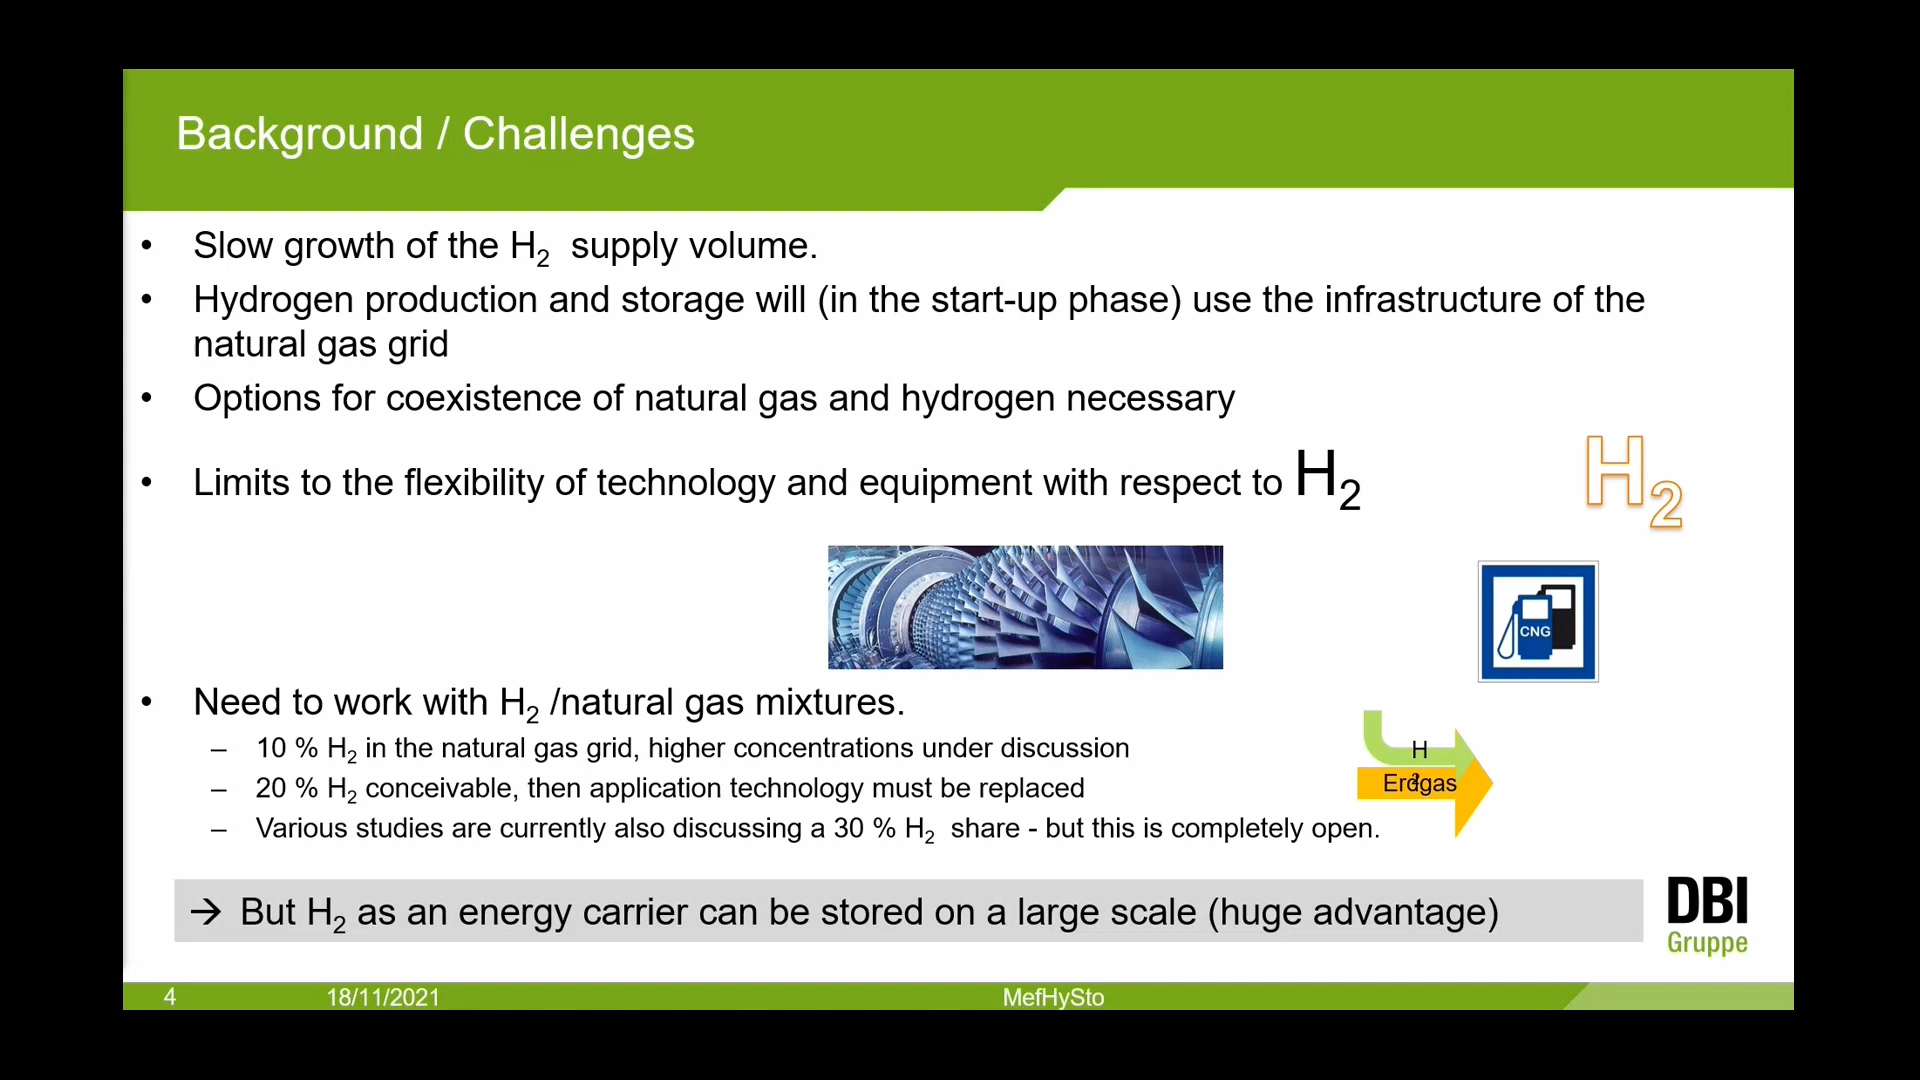 Background / Challenges
• Slow growth of the H₂ supply volume.
• Hydrogen production and storage will (in the start-up phase) use the infrastructure of the
natural gas grid
• Options for coexistence of natural gas and hydrogen necessary
• Limits to the flexibility of technology and equipment with respect to H₂
H₂
CNG
• Need to work with H₂ /natural gas mixtures.
– 10 % H₂ in the natural gas grid, higher concentrations under discussion
– 20 % H₂ conceivable, then application technology must be replaced
– Various studies are currently also discussing a 30 % H₂ share - but this is completely open.
H
2
Erdgas
→ But H₂ as an energy carrier can be stored on a large scale (huge advantage)
DBI
Gruppe
4 18/11/2021 MefHySto